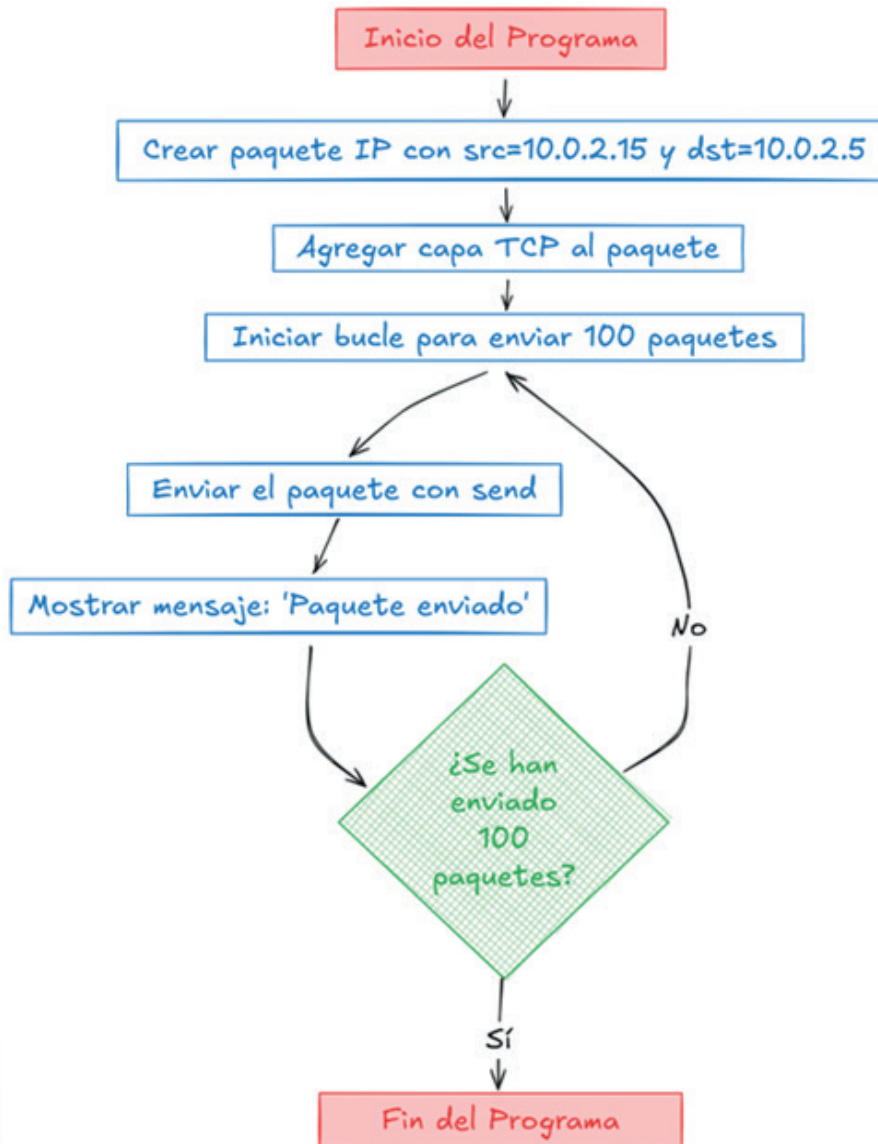 Inicio del Programa
Crear paquete IP con src=10.0.2.15 y dst=10.0.2.5
Agregar capa TCP al paquete
Iniciar bucle para enviar 100 paquetes
Enviar el paquete con send
Mostrar mensaje: 'Paquete enviado'
No
¿Se han
enviado
100
paquetes?
Sí
Fin del Programa